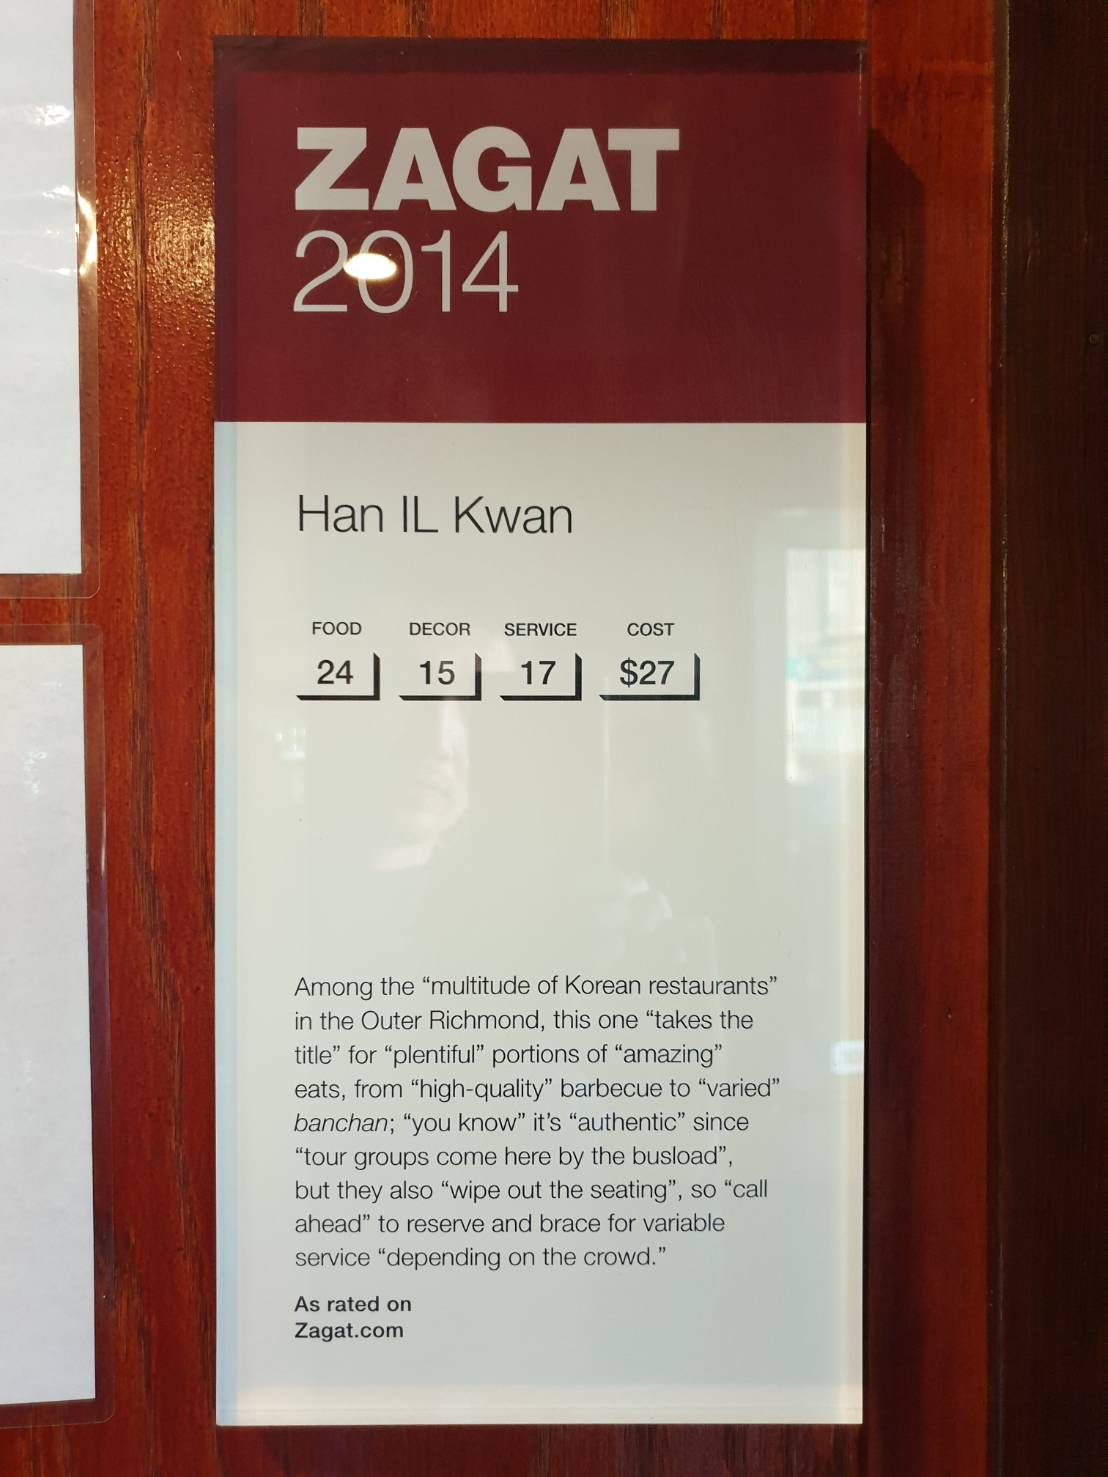 ZAGAT
2014
Han IL Kwan
FOOD DECOR SERVICE COST
24 15 17 $27
Among the “multitude of Korean restaurants”
in the Outer Richmond, this one “takes the
title” for “plentiful” portions of “amazing”
eats, from “high-quality” barbecue to “varied”
banchan; “you know” it’s “authentic” since
“tour groups come here by the busload”,
but they also “wipe out the seating”, so “call
ahead” to reserve and brace for variable
service “depending on the crowd.”
As rated on
Zagat.com